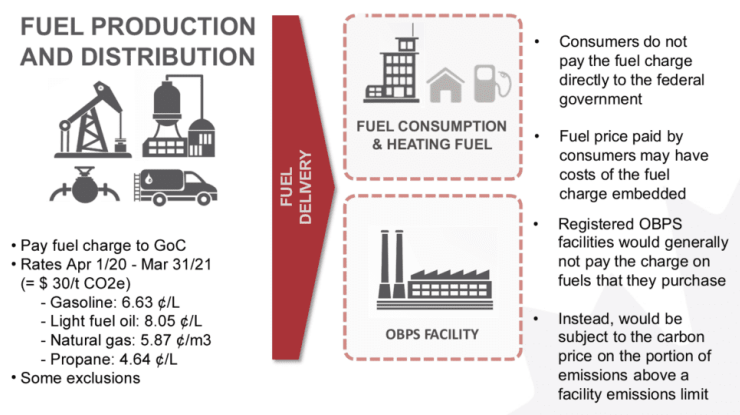 FUEL PRODUCTION
AND DISTRIBUTION
• Pay fuel charge to GoC
• Rates Apr 1/20 - Mar 31/21
(= $ 30/t CO2e)
- Gasoline: 6.63 ¢/L
- Light fuel oil: 8.05 ¢/L
- Natural gas: 5.87 ¢/m3
- Propane: 4.64 ¢/L
• Some exclusions
FUEL
DELIVERY
FUEL CONSUMPTION
& HEATING FUEL
OBPS FACILITY
• Consumers do not
pay the fuel charge
directly to the federal
government
• Fuel price paid by
consumers may have
costs of the fuel
charge embedded
• Registered OBPS
facilities would generally
not pay the charge on
fuels that they purchase
• Instead, would be
subject to the carbon
price on the portion of
emissions above a
facility emissions limit